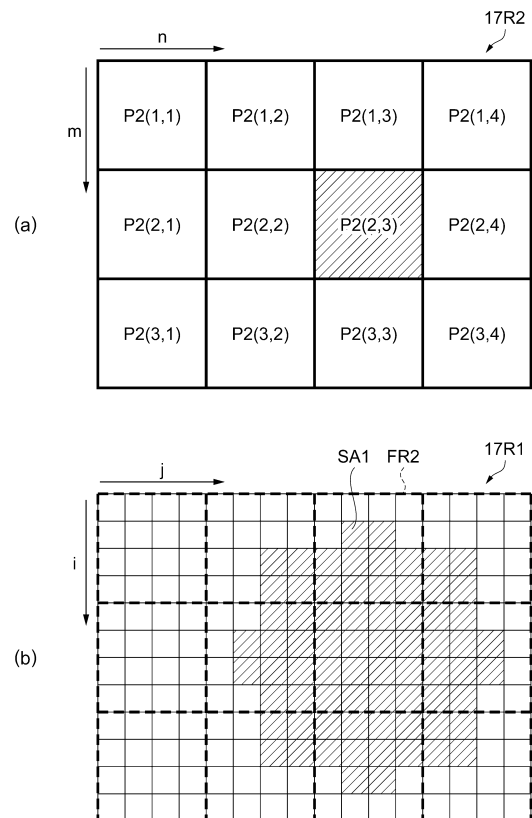 17R2
n
m
P2(1,1) P2(1,2) P2(1,3) P2(1,4)
(a)
P2(2,1) P2(2,2) P2(2,3) P2(2,4)
P2(3,1) P2(3,2) P2(3,3) P2(3,4)
SA1 FR2 17R1
j
i
(b)